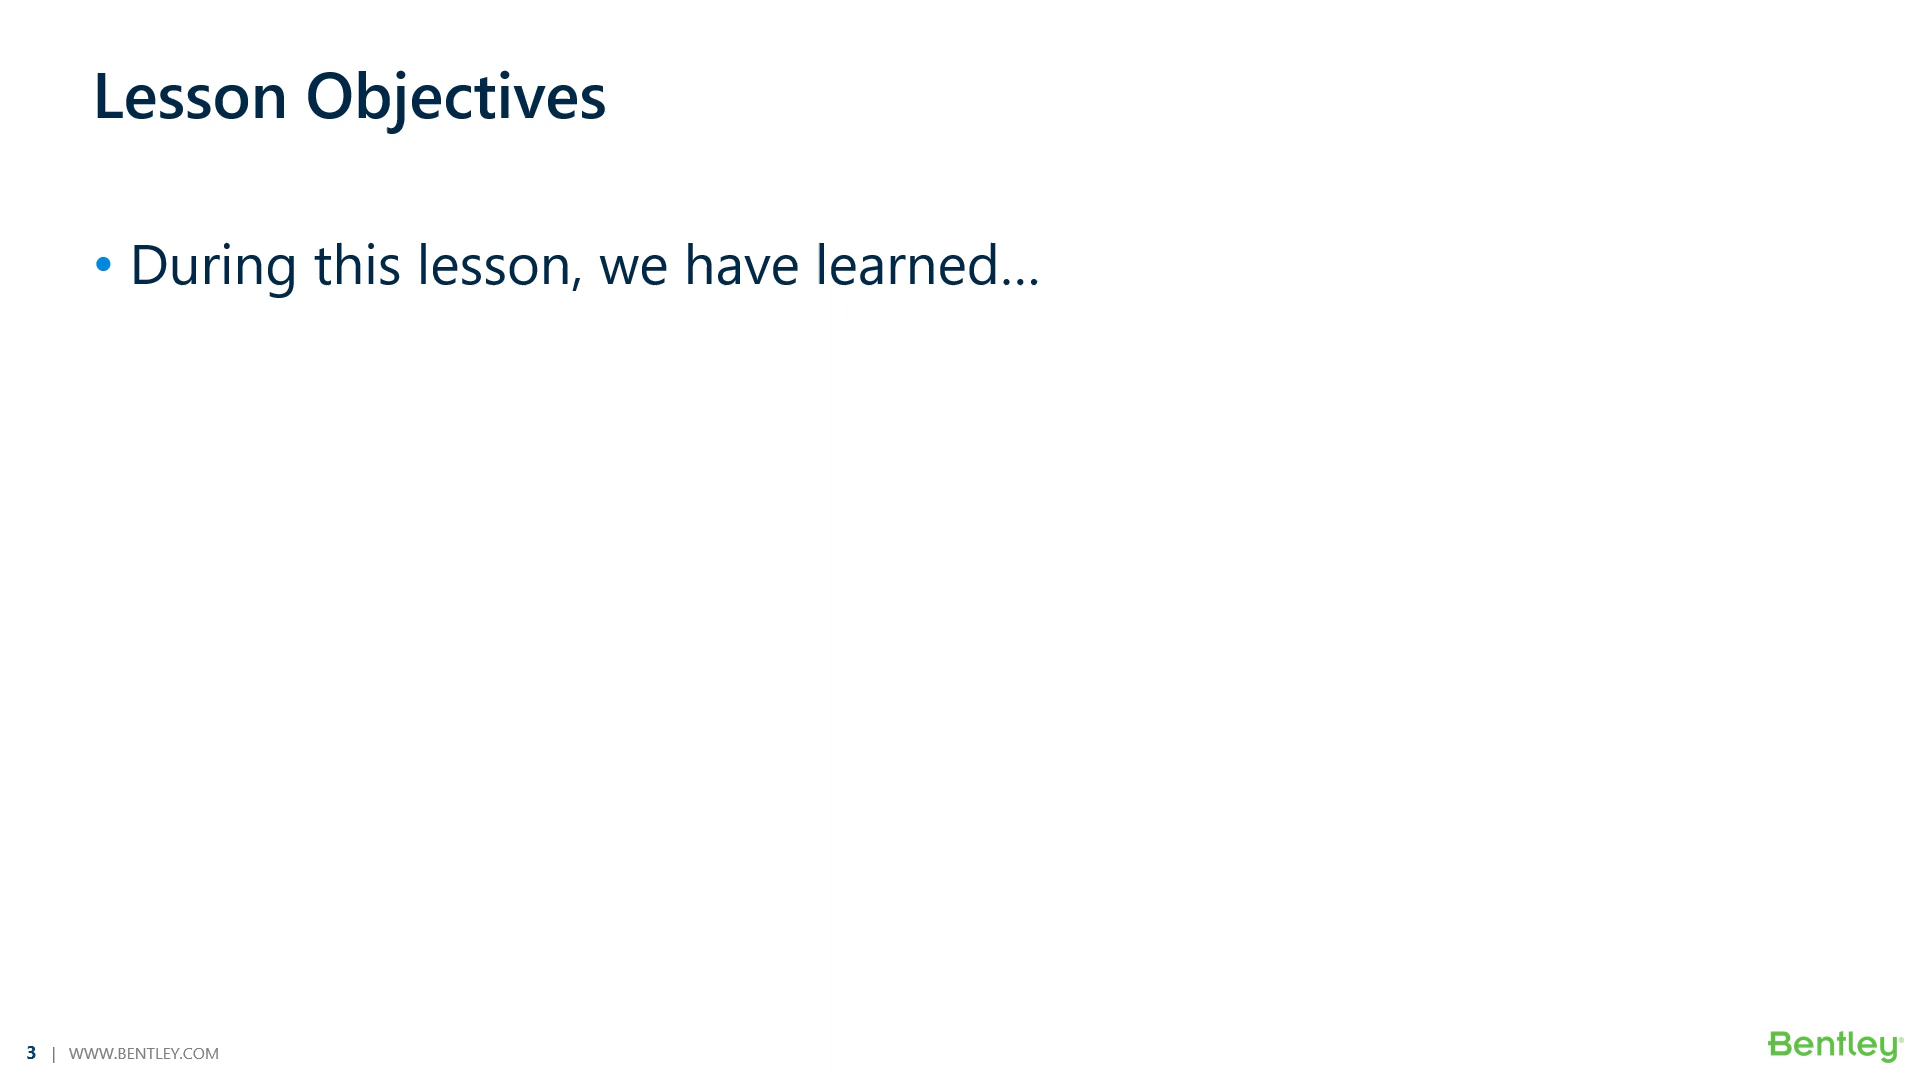 Lesson Objectives
• During this lesson, we have learned...
3 | WWW.BENTLEY.COM
Bentley®